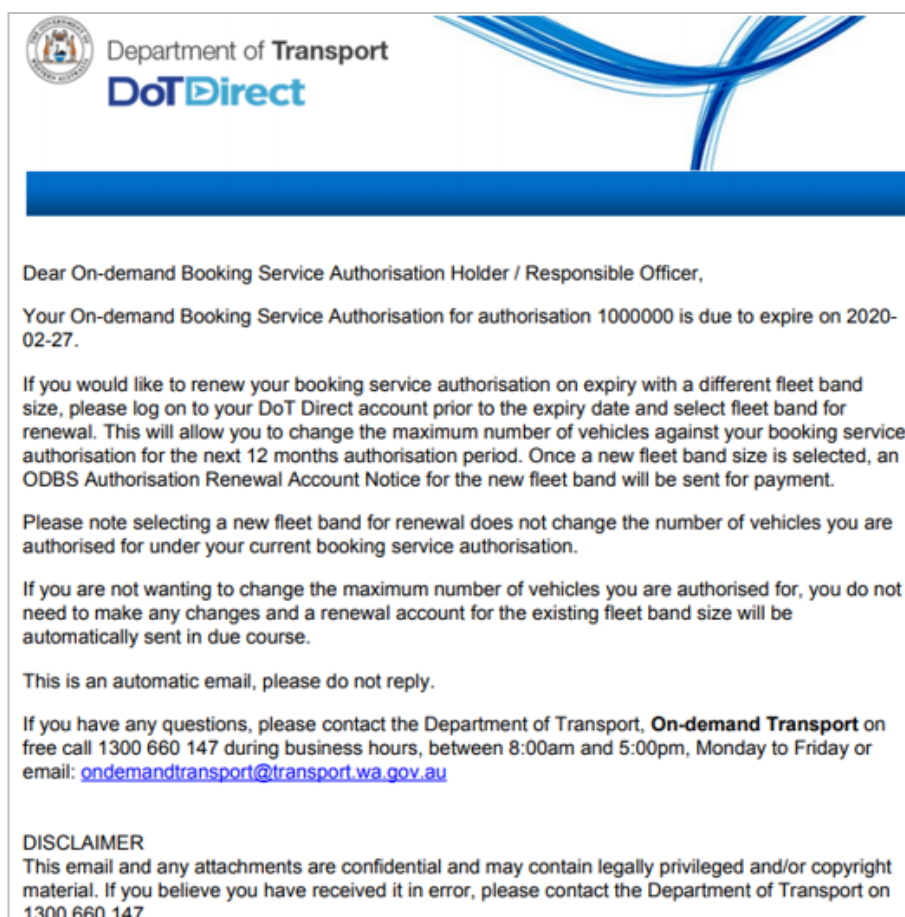 Department of Transport
DoTDirect
Dear On-demand Booking Service Authorisation Holder / Responsible Officer,
Your On-demand Booking Service Authorisation for authorisation 1000000 is due to expire on 2020-
02-27.
If you would like to renew your booking service authorisation on expiry with a different fleet band
size, please log on to your DoT Direct account prior to the expiry date and select fleet band for
renewal. This will allow you to change the maximum number of vehicles against your booking service
authorisation for the next 12 months authorisation period. Once a new fleet band size is selected, an
ODBS Authorisation Renewal Account Notice for the new fleet band will be sent for payment.
Please note selecting a new fleet band for renewal does not change the number of vehicles you are
authorised for under your current booking service authorisation.
If you are not wanting to change the maximum number of vehicles you are authorised for, you do not
need to make any changes and a renewal account for the existing fleet band size will be
automatically sent in due course.
This is an automatic email, please do not reply.
If you have any questions, please contact the Department of Transport, On-demand Transport on
free call 1300 660 147 during business hours, between 8:00am and 5:00pm, Monday to Friday or
email: ondemandtransport@transport.wa.gov.au
DISCLAIMER
This email and any attachments are confidential and may contain legally privileged and/or copyright
material. If you believe you have received it in error, please contact the Department of Transport on
1300 660 147